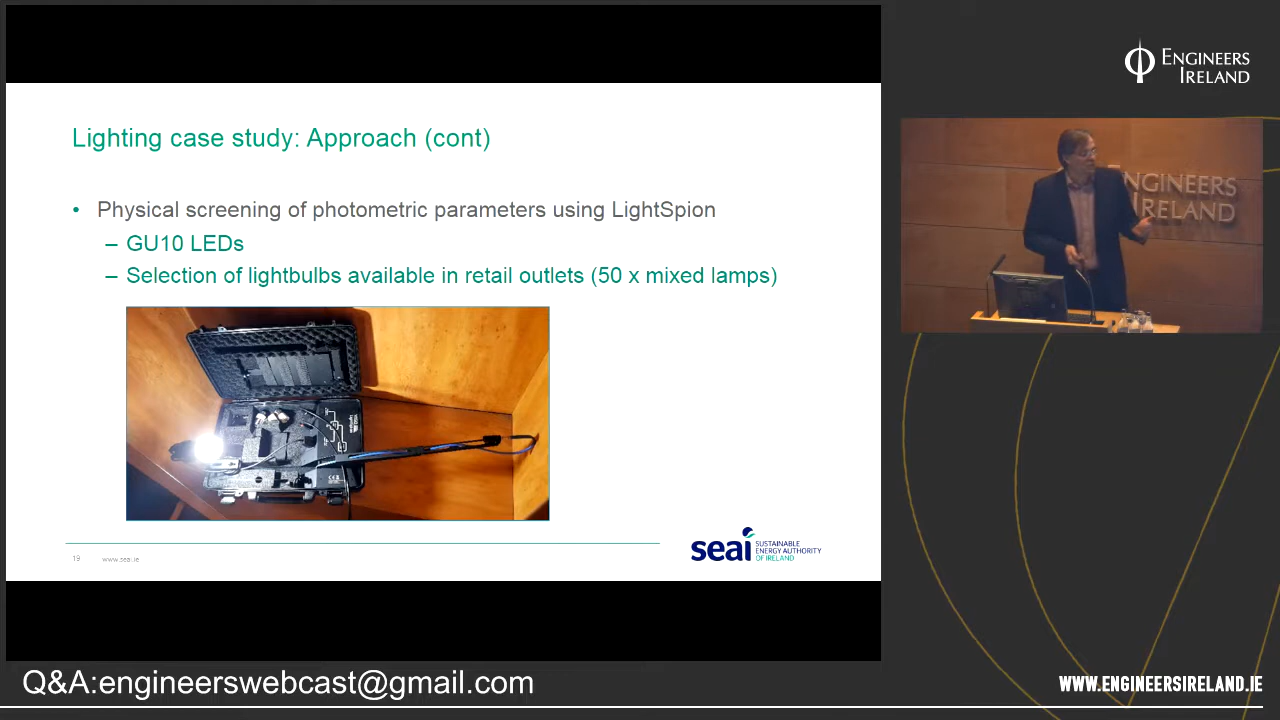 Lighting case study: Approach (cont)
• Physical screening of photometric parameters using LightSpion
– GU10 LEDs
– Selection of lightbulbs available in retail outlets (50 x mixed lamps)
19 www.seai.ie
seai SUSTAINABLE
ENERGY AUTHORITY
OF IRELAND
ENGINEERS
IRELAND
ENGINEERS
IRELAND
Q&A:engineerswebcast@gmail.com
WWW.ENGINEERSIRELAND.IE